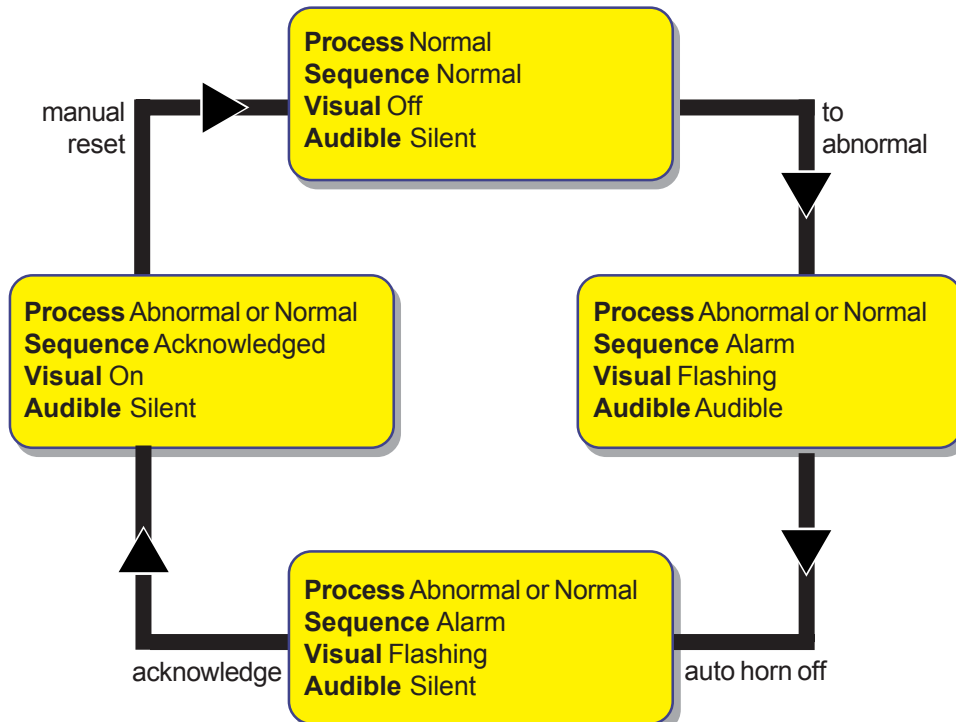 Process Normal
Sequence Normal
Visual Off
Audible Silent
manual
reset
to
abnormal
Process Abnormal or Normal
Sequence Acknowledged
Visual On
Audible Silent
Process Abnormal or Normal
Sequence Alarm
Visual Flashing
Audible Audible
Process Abnormal or Normal
Sequence Alarm
Visual Flashing
Audible Silent
acknowledge
auto horn off